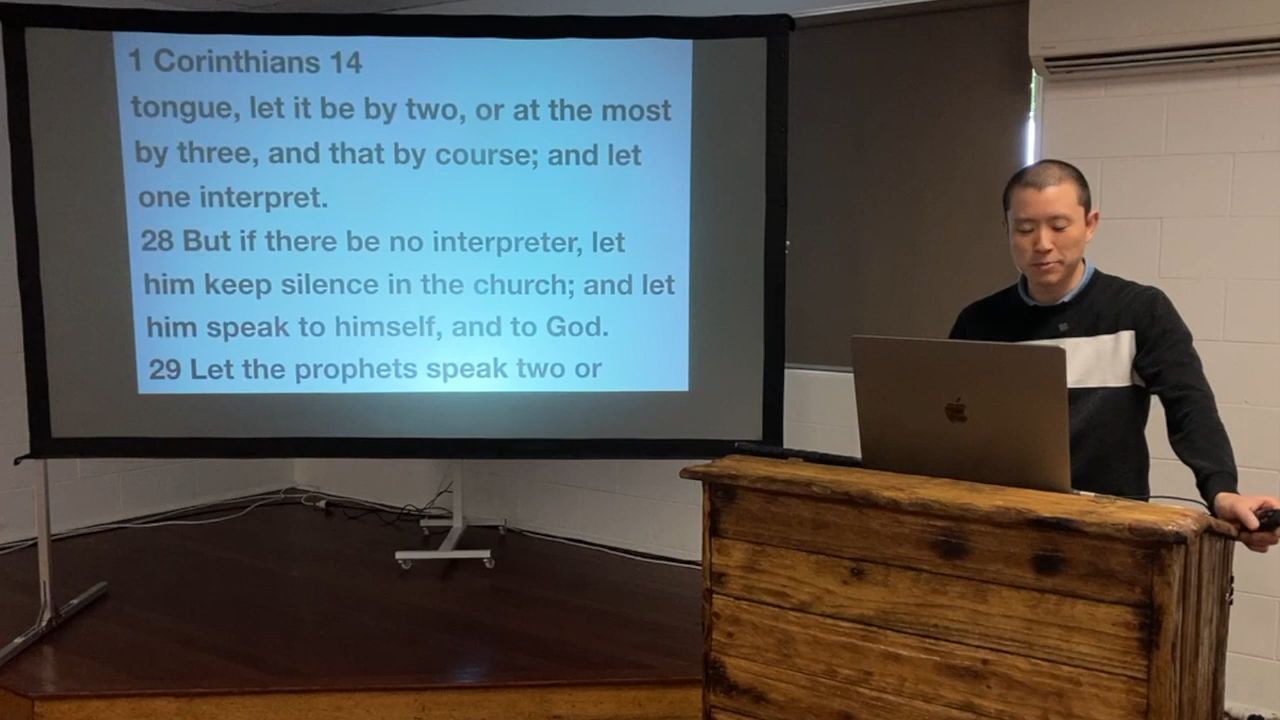 1 Corinthians 14
tongue, let it be by two, or at the most
by three, and that by course; and let
one interpret.
28 But if there be no interpreter, let
him keep silence in the church; and let
him speak to himself, and to God.
29 Let the prophets speak two or